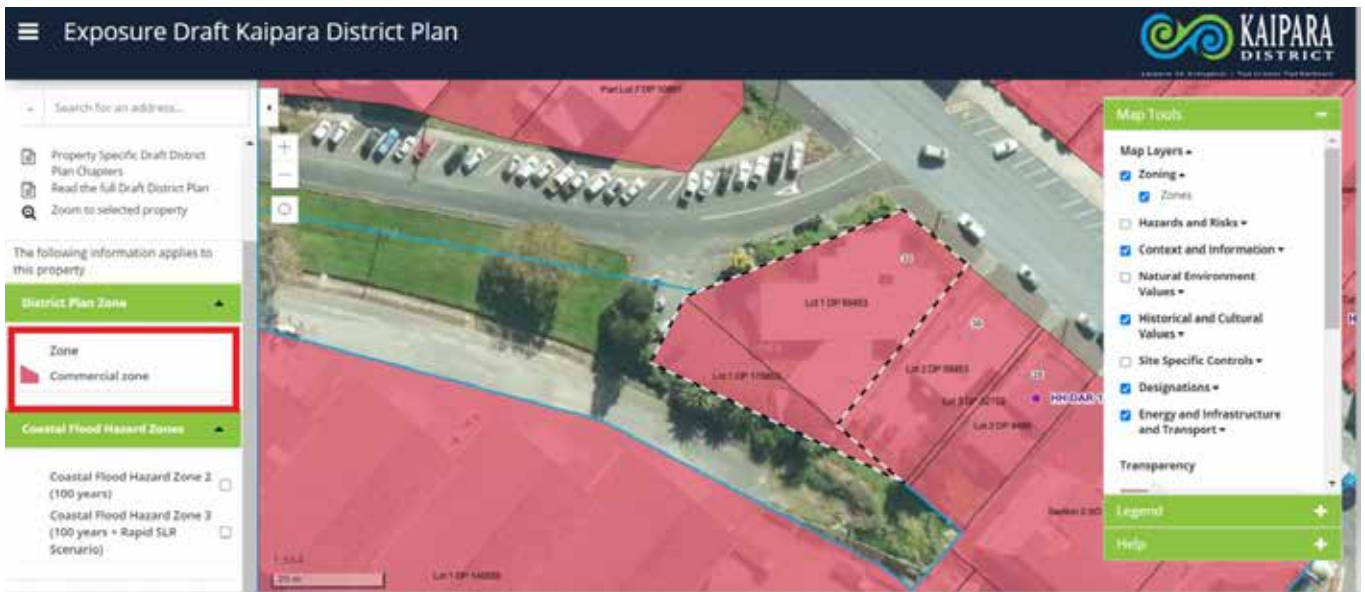 Exposure Draft Kaipara District Plan
KAIPARA
DISTRICT
Search for an address...
Property Specific Draft District
Plan Chapters
Read the full Draft District Plan
Zoom to selected property
The following information applies to
this property
District Plan Zone
Zone
Commercial zone
Coastal Flood Hazard Zones
Coastal Flood Hazard Zone 2
(100 years)
Coastal Flood Hazard Zone 3
(100 years + Rapid SLR
Scenario)
Lot 1 DP
Lot 2 DP
20 m
HH-DAR-1
Map Tools
Map Layers
Zoning
Zones
Hazards and Risks
Context and Information
Natural Environment
Values
Historical and Cultural
Values
Site Specific Controls
Designations
Energy and Infrastructure
and Transport
Transparency
Legend
Help